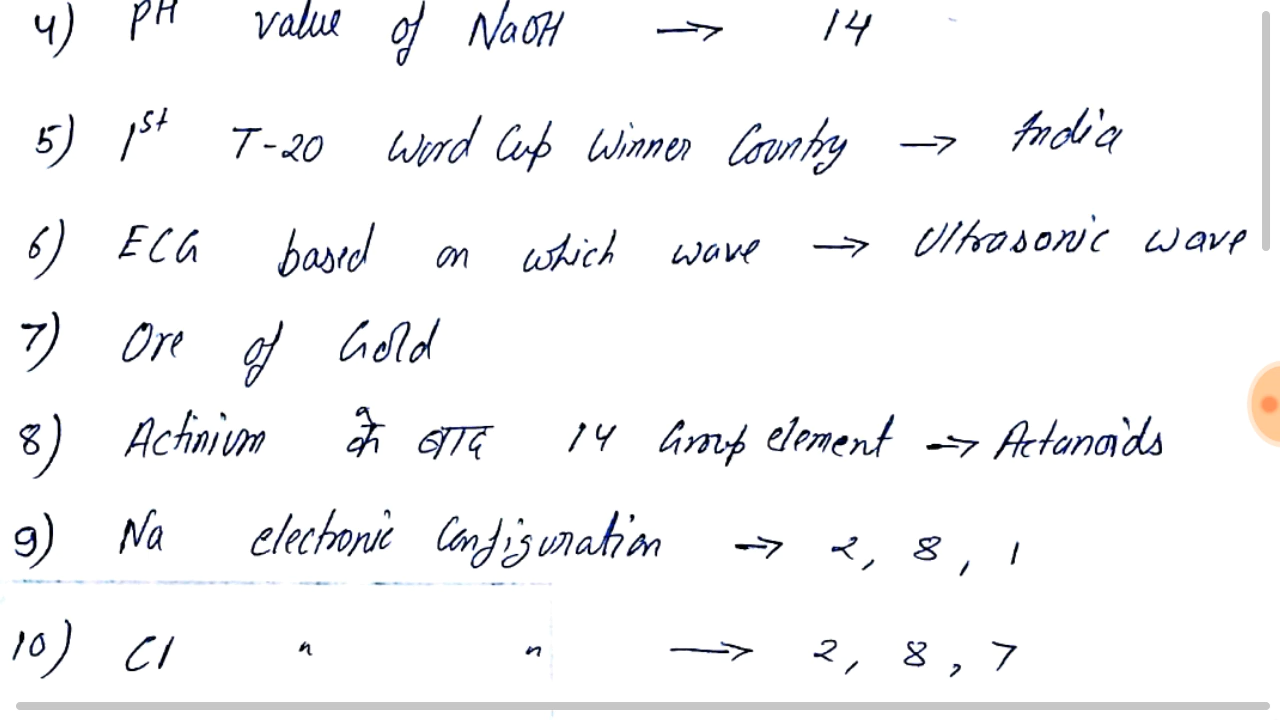 4) PH value of NaOH → 14
5) 1st T-20 Word Cup Winner Country → India
6) ECG based on which wave → Ultrasonic wave
7) Ore of Gold
8) Actinium के बाद 14 Group element → Actanoids
9) Na electronic Configuration → 2, 8, 1
10) Cl " " → 2, 8, 7